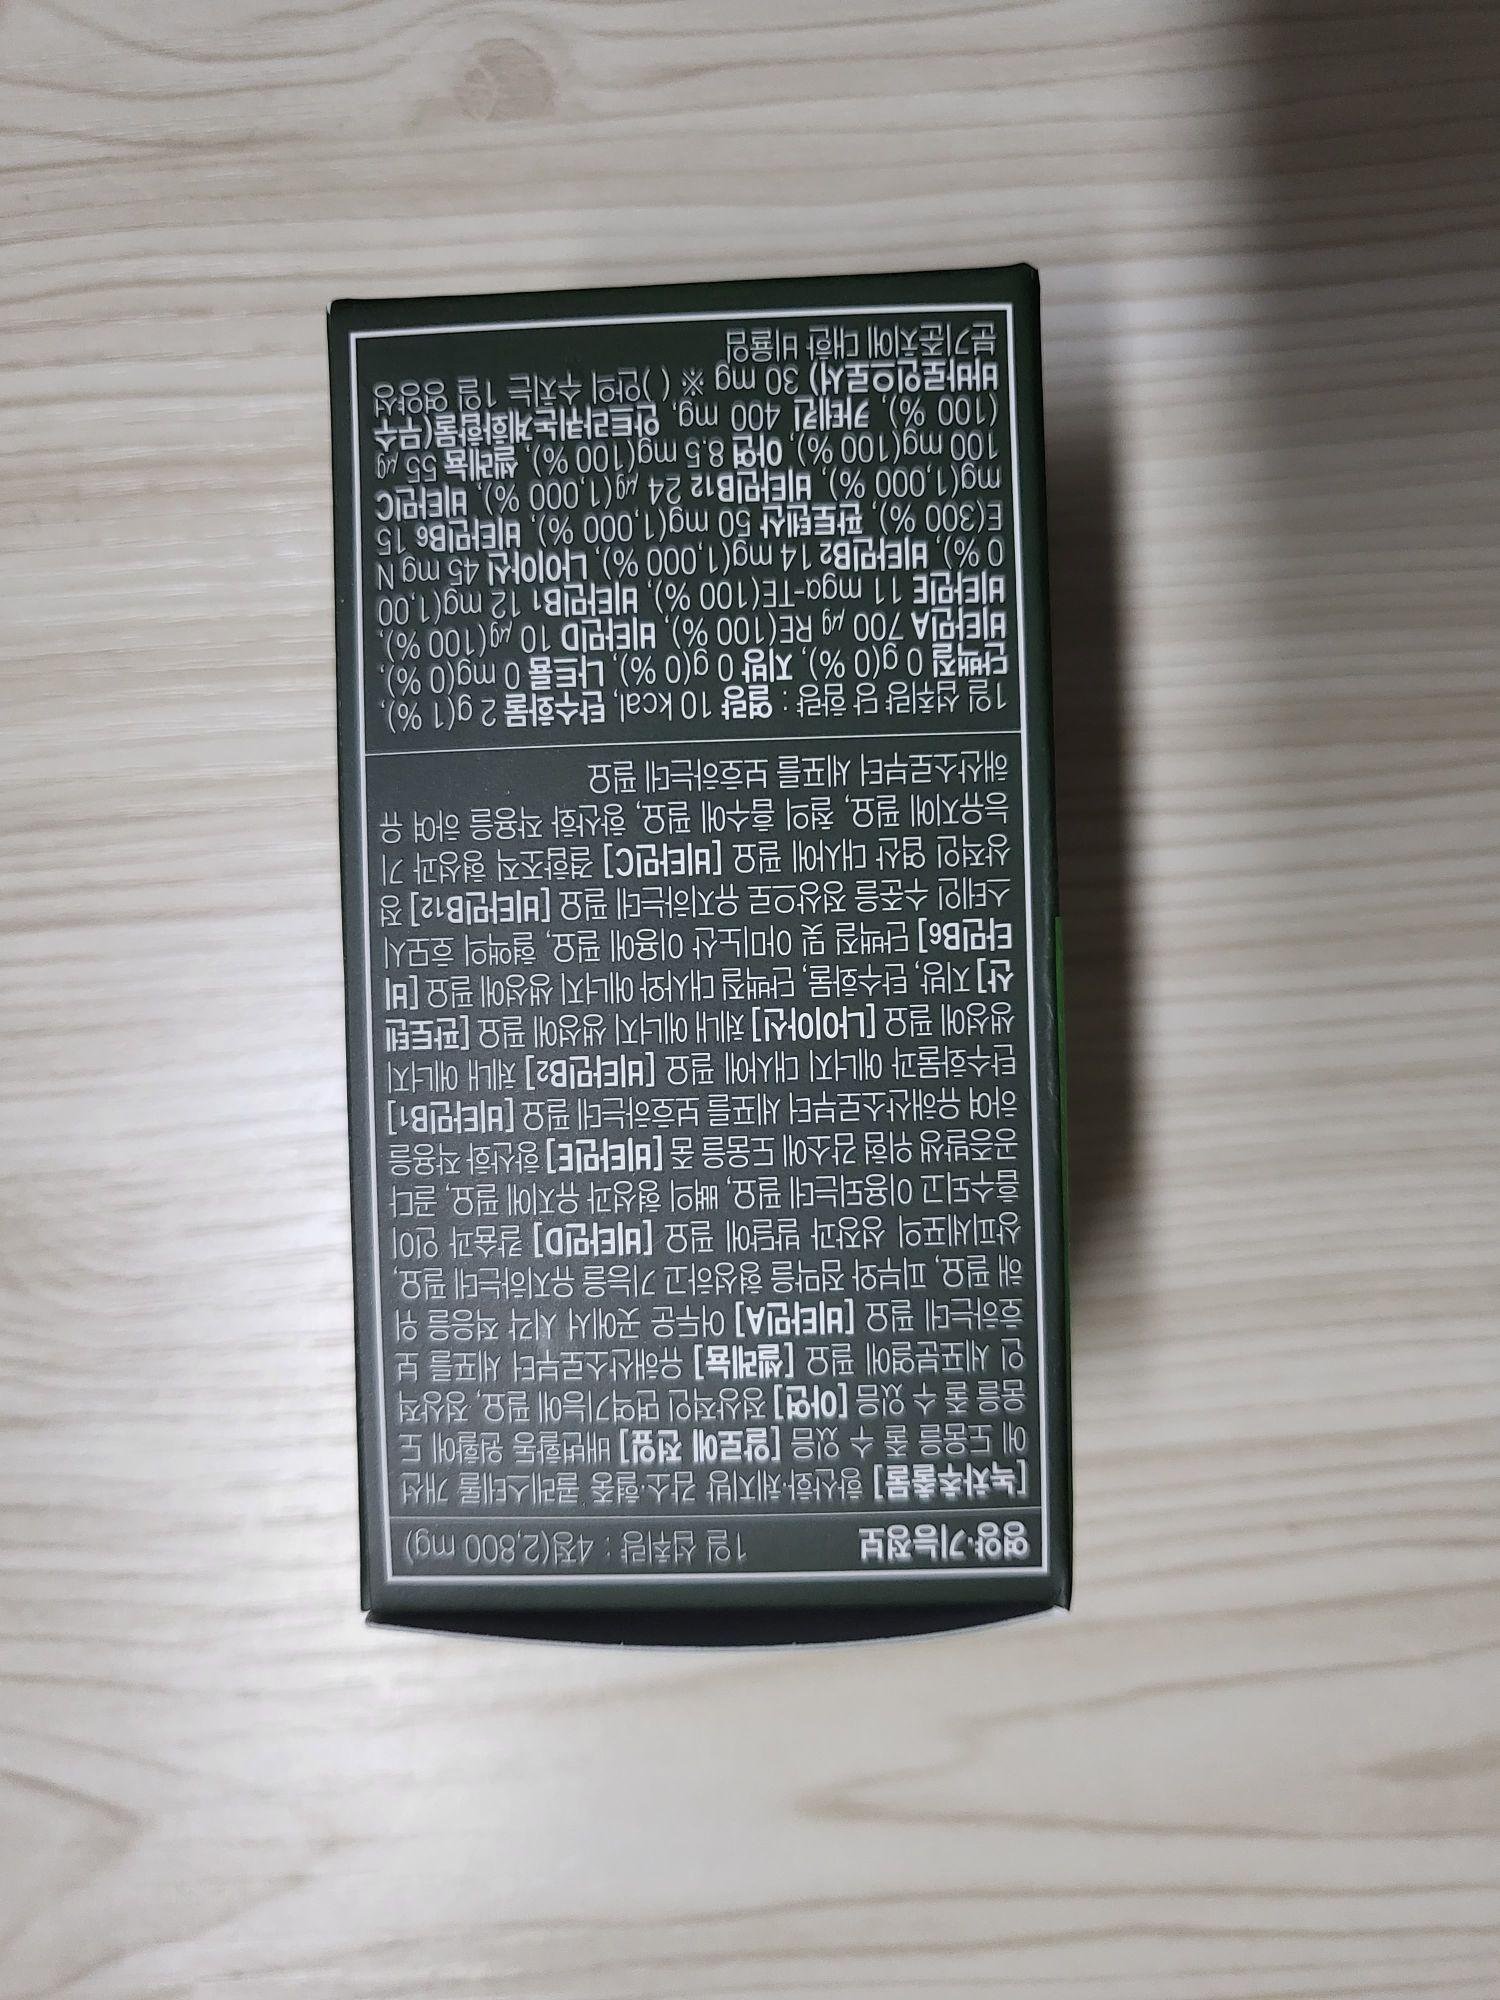 영양·기능정보 1일 섭취량 : 4정(2,800 mg)
[녹차추출물] 항산화·체지방 감소·혈중 콜레스테롤 개선
에 도움을 줄 수 있음 [알로에 전잎] 배변활동 원활에 도
움을 줄 수 있음 [아연] 정상적인 면역기능에 필요, 정상적
인 세포분열에 필요 [셀레늄] 유해산소로부터 세포를 보
호하는데 필요 [비타민A] 어두운 곳에서 시각 적응을 위
해 필요, 피부와 점막을 형성하고 기능을 유지하는데 필요,
상피세포의 성장과 발달에 필요 [비타민D] 칼슘과 인이
흡수되고 이용되는데 필요, 뼈의 형성과 유지에 필요, 골다
공증발생 위험 감소에 도움을 줌 [비타민E] 항산화 작용을
하여 유해산소로부터 세포를 보호하는데 필요 [비타민B1]
탄수화물과 에너지 대사에 필요 [비타민B2] 체내 에너지
생성에 필요 [나이아신] 체내 에너지 생성에 필요 [판토텐
산] 지방, 탄수화물, 단백질 대사와 에너지 생성에 필요 [비
타민B6] 단백질 및 아미노산 이용에 필요, 혈액의 호모시
스테인 수준을 정상으로 유지하는데 필요 [비타민B12] 정
상적인 엽산 대사에 필요 [비타민C] 결합조직 형성과 기
능유지에 필요, 철의 흡수에 필요, 항산화 작용을 하여 유
해산소로부터 세포를 보호하는데 필요
1일 섭취량 당 함량 : 열량 10 kcal, 탄수화물 2 g(1 %),
단백질 0 g(0 %), 지방 0 g(0 %), 나트륨 0 mg(0 %),
비타민A 700 μg RE(100 %), 비타민D 10 μg(100 %),
비타민E 11 mgα-TE(100 %), 비타민B1 12 mg(1,00
0 %), 비타민B2 14 mg(1,000 %), 나이아신 45 mg N
E(300 %), 판토텐산 50 mg(1,000 %), 비타민B6 15
mg(1,000 %), 비타민B12 24 μg(1,000 %), 비타민C
100 mg(100 %), 아연 8.5 mg(100 %), 셀레늄 55 μg
(100 %), 카테킨 400 mg, 안트라퀴논계화합물(무수
바바로인으로서) 30 mg ※ ( )안의 수치는 1일 영양성
분기준치에 대한 비율임